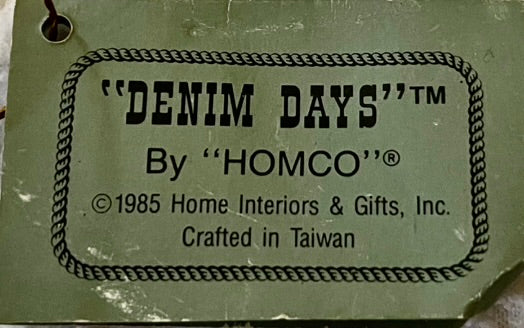 "DENIM DAYS"™
By "HOMCO"®
©1985 Home Interiors & Gifts, Inc.
Crafted in Taiwan